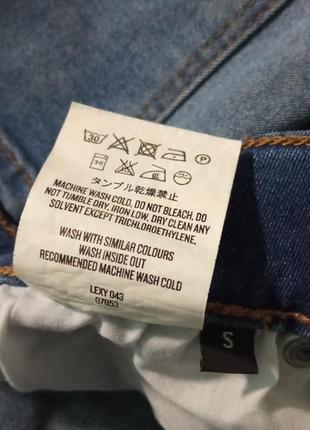 30
P
30
タンブル乾燥禁止
MACHINE WASH COLD, DO NOT BLEACH, DO
NOT TUMBLE DRY, IRON LOW, DRY CLEAN ANY
SOLVENT EXCEPT TRICHLOROETHYLENE.
WASH WITH SIMILAR COLOURS
WASH INSIDE OUT
RECOMMENDED MACHINE WASH COLD
LEXY 043
07053
S